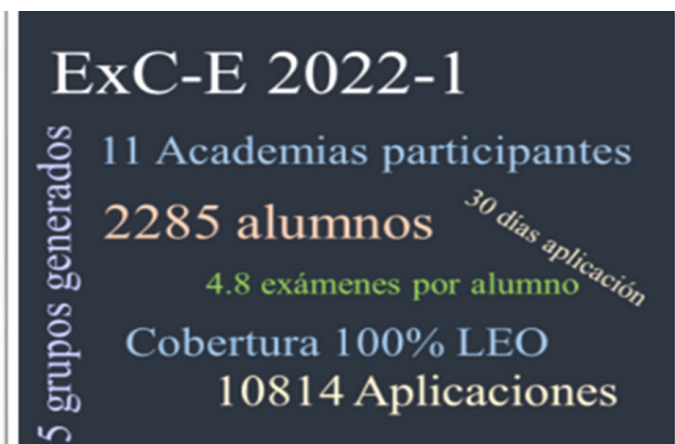 ExC-E 2022-1
11 Academias participantes
2285 alumnos
30 días aplicación
4.8 exámenes por alumno
Cobertura 100% LEO
10814 Aplicaciones
5 grupos generados